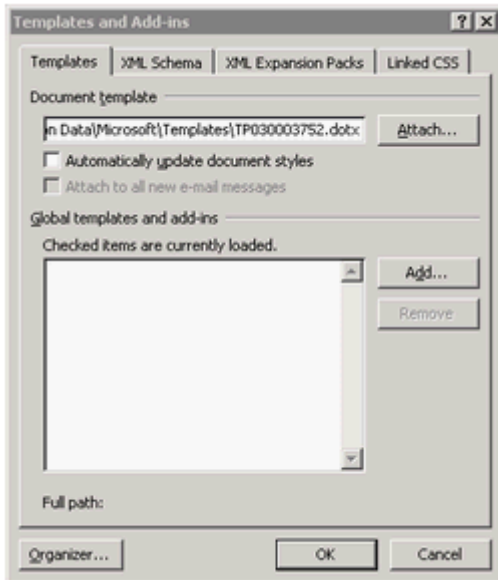 Templates and Add-ins
Templates XML Schema XML Expansion Packs Linked CSS
Document template
n Data\Microsoft\Templates\TP030003752.dotx Attach...
Automatically update document styles
Attach to all new e-mail messages
Global templates and add-ins
Checked items are currently loaded.
Add...
Remove
Full path:
Organizer... OK Cancel